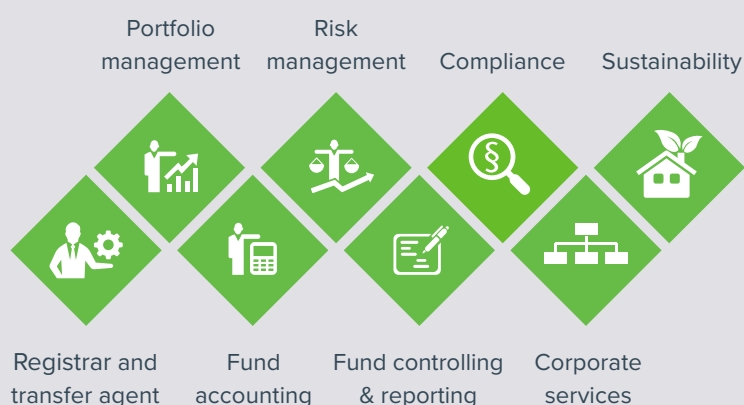 Portfolio
management
Risk
management
Compliance
Sustainability
§
Registrar and
transfer agent
Fund
accounting
Fund controlling
& reporting
Corporate
services